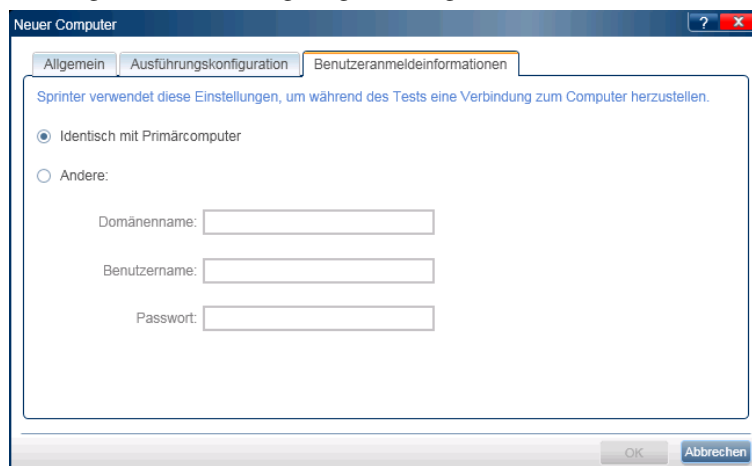 Neuer Computer
? X
Allgemein Ausführungskonfiguration Benutzeranmeldeinformationen
Sprinter verwendet diese Einstellungen, um während des Tests eine Verbindung zum Computer herzustellen.
Identisch mit Primärcomputer
Andere:
Domänenname:
Benutzername:
Passwort:
OK Abbrechen